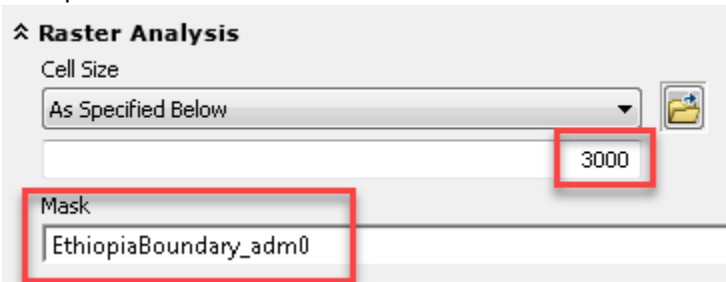 Raster Analysis
Cell Size
As Specified Below
3000
Mask
EthiopiaBoundary_adm0